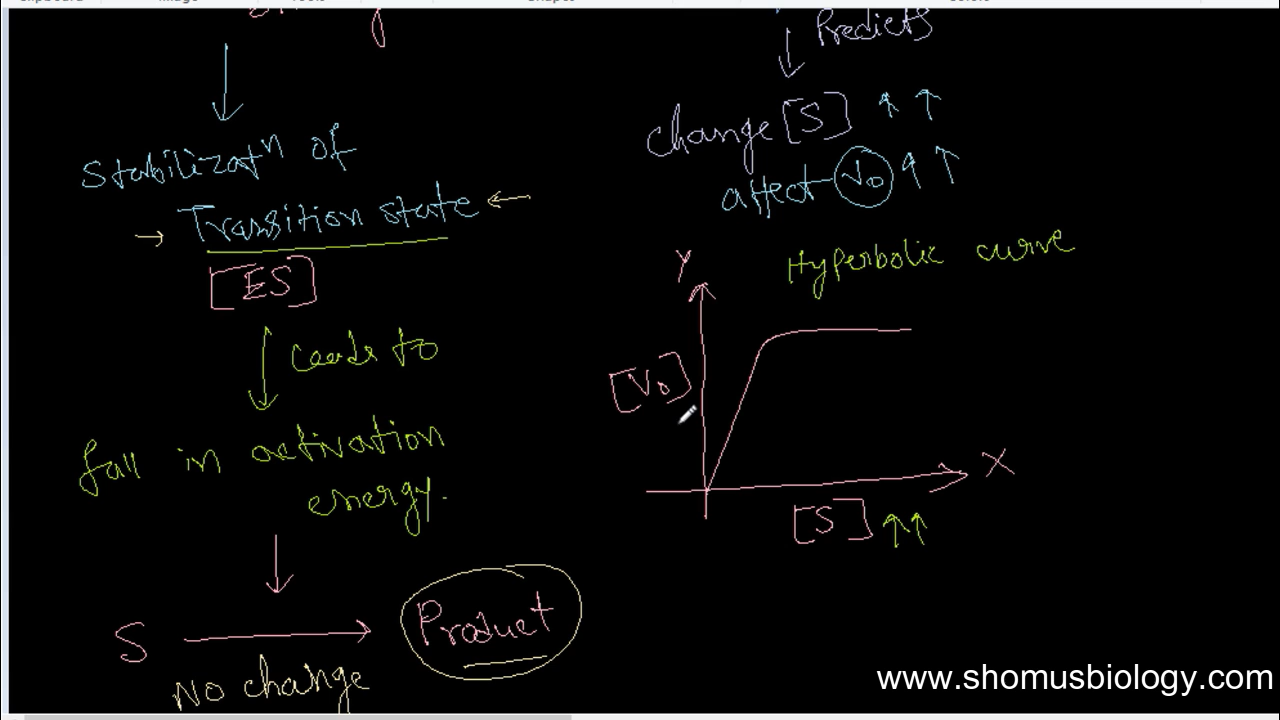 Stabilizatⁿ of
Transition state
[ES]
Leads to
fall in activation
energy.
S
Product
No change
Predicts
change [S]
affect V₀
Hyperbolic curve
Y
[V₀]
X
[S]
www.shomusbiology.com